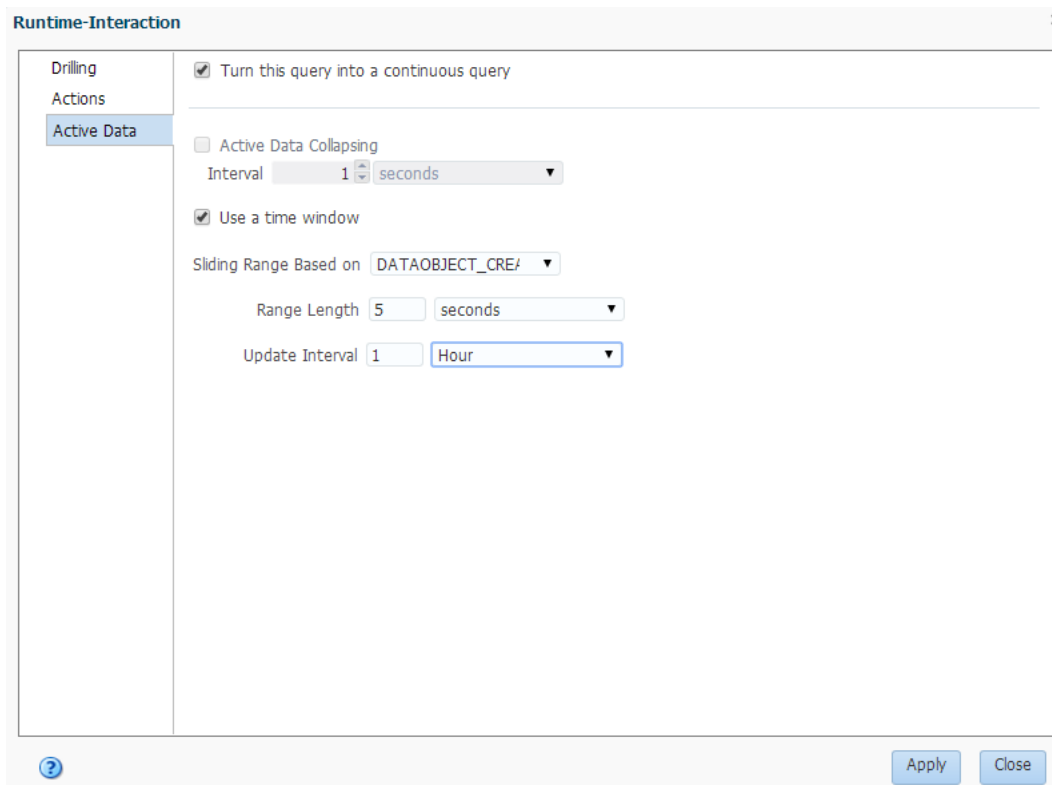 Runtime-Interaction
Drilling
Actions
Active Data
Turn this query into a continuous query
Active Data Collapsing
Interval 1 seconds
Use a time window
Sliding Range Based on DATAOBJECT_CREA
Range Length 5 seconds
Update Interval 1 Hour
?
Apply Close